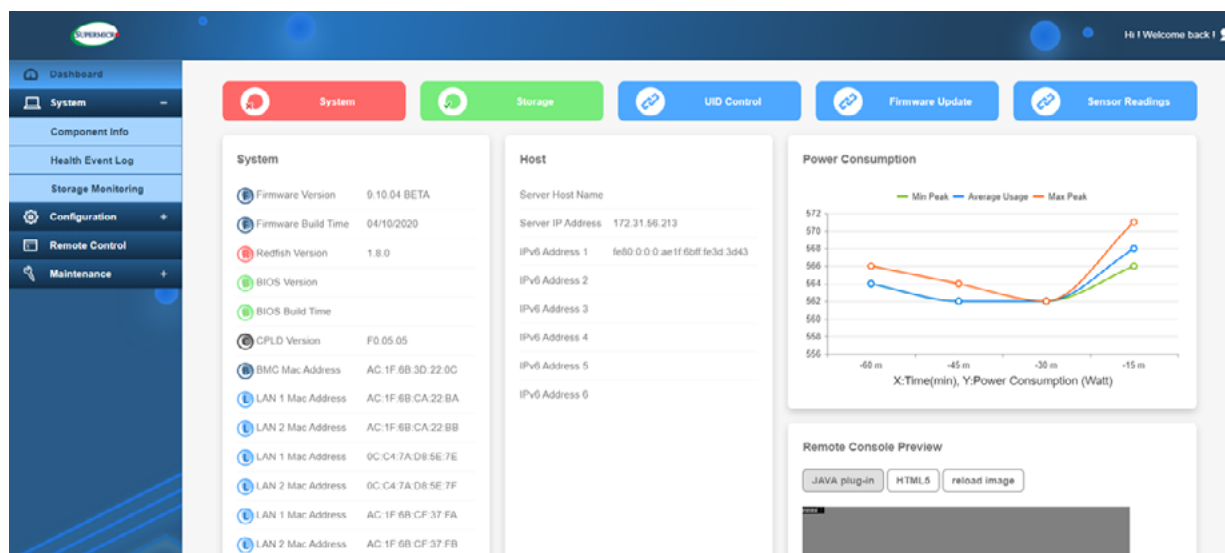 SUPERMICR
Hi ! Welcome back !
Dashboard
System
Component Info
Health Event Log
Storage Monitoring
Configuration
Remote Control
Maintenance
System
Storage
UID Control
Firmware Update
Sensor Readings
System
Firmware Version 9.10.04 BETA
Firmware Build Time 04/10/2020
Redfish Version 1.8.0
BIOS Version
BIOS Build Time
CPLD Version F0.05.05
BMC Mac Address AC:1F:6B:3D:22:0C
LAN 1 Mac Address AC:1F:6B:CA:22:BA
LAN 2 Mac Address AC:1F:6B:CA:22:BB
LAN 1 Mac Address 0C:C4:7A:D8:5E:7E
LAN 2 Mac Address 0C:C4:7A:D8:5E:7F
LAN 1 Mac Address AC:1F:6B:CF:37:FA
LAN 2 Mac Address AC:1F:6B:CF:37:FB
Host
Server Host Name
Server IP Address 172.31.56.213
IPv6 Address 1 fe80:0:0:0:ae1f:6bff:fe3d:3d43
IPv6 Address 2
IPv6 Address 3
IPv6 Address 4
IPv6 Address 5
IPv6 Address 6
Power Consumption
Min Peak Average Usage Max Peak
572
570
568
566
564
562
560
558
556
-60 m -45 m -30 m -15 m
X:Time(min), Y:Power Consumption (Watt)
Remote Console Preview
JAVA plug-in HTML5 reload image